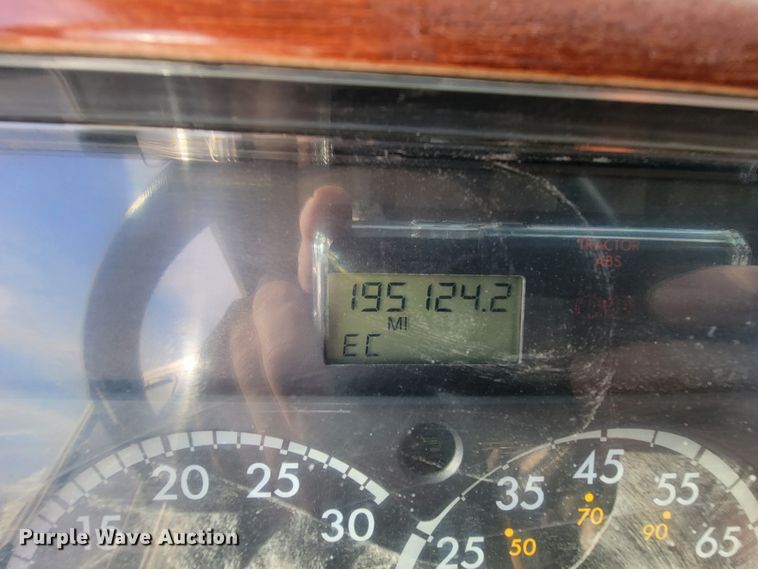 TRACTOR
ABS
195124.2
MI
EC
15 20 25 30
25 35 45 55 65
50 70 90
Purple Wave Auction